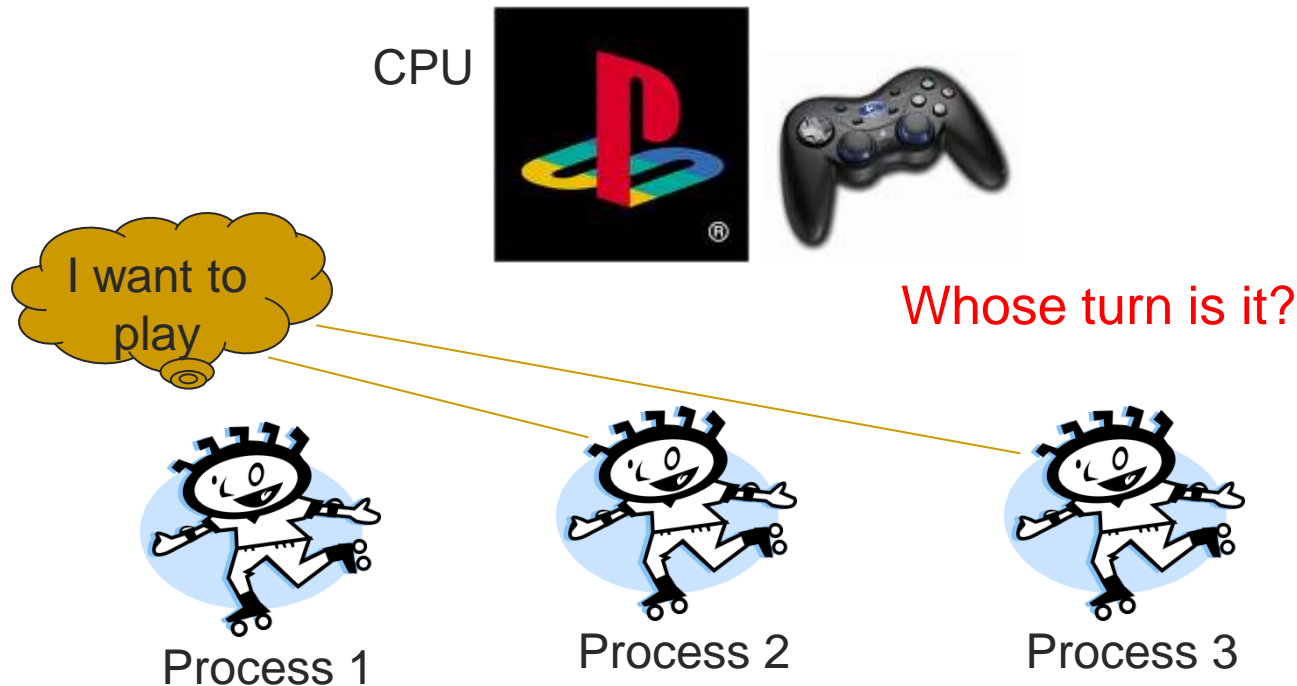 CPU
®
I want to
play
Whose turn is it?
Process 1
Process 2
Process 3